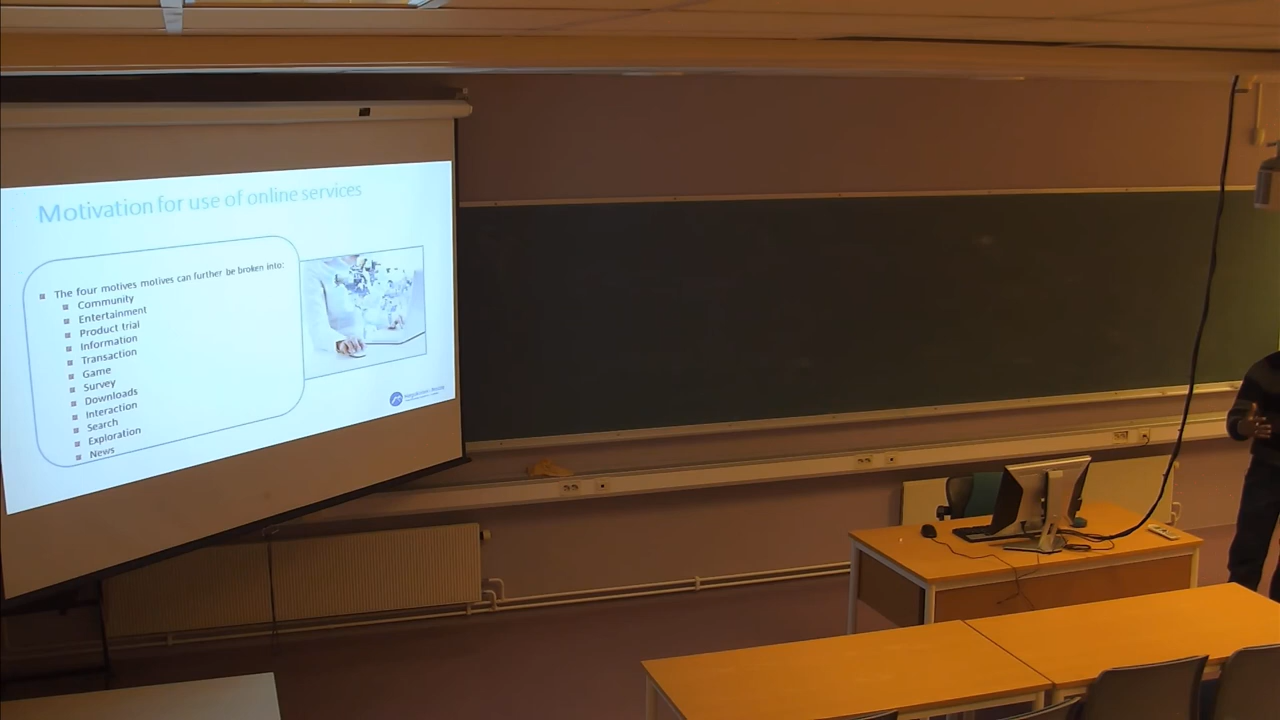 Motivation for use of online services
The four motives motives can further be broken into:
Community
Entertainment
Product trial
Information
Transaction
Game
Survey
Downloads
Interaction
Search
Exploration
News